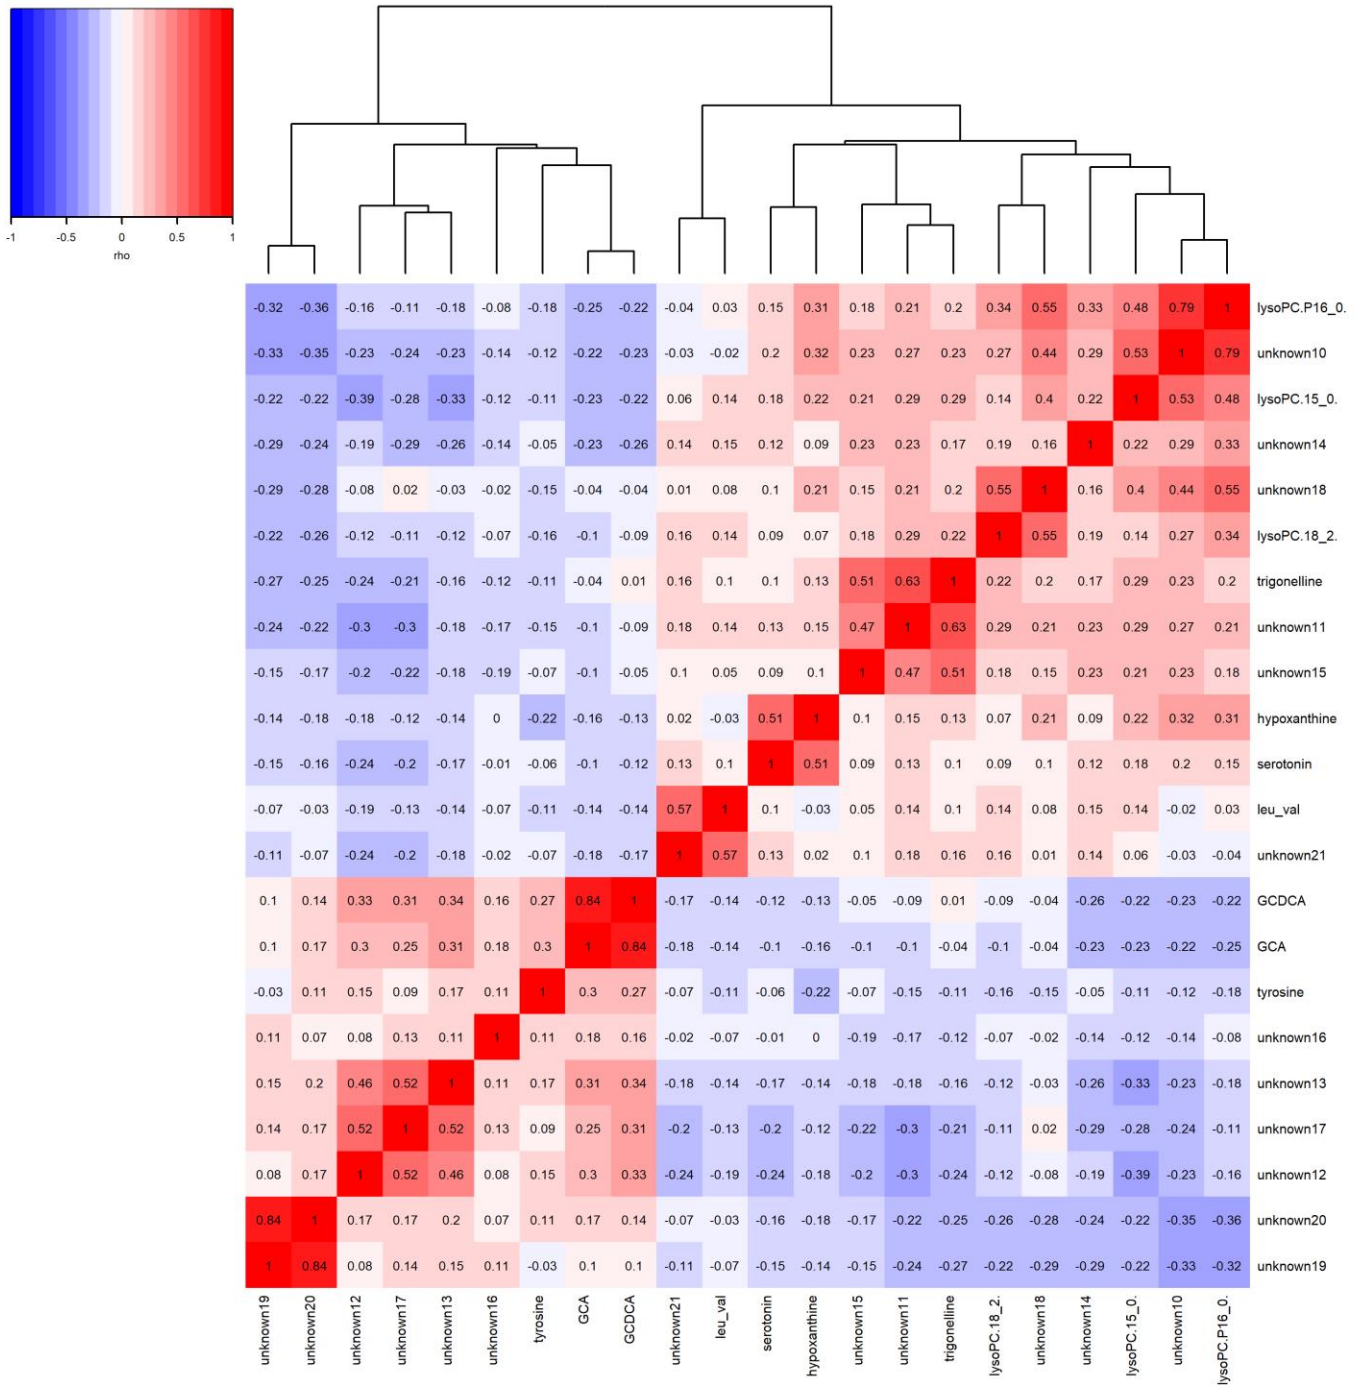 -1 -0.5 0 0.5 1
rho
-0.32 -0.36 -0.16 -0.11 -0.18 -0.08 -0.18 -0.25 -0.22 -0.04 0.03 0.15 0.31 0.18 0.21 0.2 0.34 0.55 0.33 0.48 0.79 1 lysoPC.P16_0.
-0.33 -0.35 -0.23 -0.24 -0.23 -0.14 -0.12 -0.22 -0.23 -0.03 -0.02 0.2 0.32 0.23 0.27 0.23 0.27 0.44 0.29 0.53 1 0.79 unknown10
-0.22 -0.22 -0.39 -0.28 -0.33 -0.12 -0.11 -0.23 -0.22 0.06 0.14 0.18 0.22 0.21 0.29 0.29 0.14 0.4 0.22 1 0.53 0.48 lysoPC.15_0.
-0.29 -0.24 -0.19 -0.29 -0.26 -0.14 -0.05 -0.23 -0.26 0.14 0.15 0.12 0.09 0.23 0.23 0.17 0.19 0.16 1 0.22 0.29 0.33 unknown14
-0.29 -0.28 -0.08 0.02 -0.03 -0.02 -0.15 -0.04 -0.04 0.01 0.08 0.1 0.21 0.15 0.21 0.2 0.55 1 0.16 0.4 0.44 0.55 unknown18
-0.22 -0.26 -0.12 -0.11 -0.12 -0.07 -0.16 -0.1 -0.09 0.16 0.14 0.09 0.07 0.18 0.29 0.22 1 0.55 0.19 0.14 0.27 0.34 lysoPC.18_2.
-0.27 -0.25 -0.24 -0.21 -0.16 -0.12 -0.11 -0.04 0.01 0.16 0.1 0.1 0.13 0.51 0.63 1 0.22 0.2 0.17 0.29 0.23 0.2 trigonelline
-0.24 -0.22 -0.3 -0.3 -0.18 -0.17 -0.15 -0.1 -0.09 0.18 0.14 0.13 0.15 0.47 1 0.63 0.29 0.21 0.23 0.29 0.27 0.21 unknown11
-0.15 -0.17 -0.2 -0.22 -0.18 -0.19 -0.07 -0.1 -0.05 0.1 0.05 0.09 0.1 1 0.47 0.51 0.18 0.15 0.23 0.21 0.23 0.18 unknown15
-0.14 -0.18 -0.18 -0.12 -0.14 0 -0.22 -0.16 -0.13 0.02 -0.03 0.51 1 0.1 0.15 0.13 0.07 0.21 0.09 0.22 0.32 0.31 hypoxanthine
-0.15 -0.16 -0.24 -0.2 -0.17 -0.01 -0.06 -0.1 -0.12 0.13 0.1 1 0.51 0.09 0.13 0.1 0.09 0.1 0.12 0.18 0.2 0.15 serotonin
-0.07 -0.03 -0.19 -0.13 -0.14 -0.07 -0.11 -0.14 -0.14 0.57 1 0.1 -0.03 0.05 0.14 0.1 0.14 0.08 0.15 0.14 -0.02 0.03 leu_val
-0.11 -0.07 -0.24 -0.2 -0.18 -0.02 -0.07 -0.18 -0.17 1 0.57 0.13 0.02 0.1 0.18 0.16 0.16 0.01 0.14 0.06 -0.03 -0.04 unknown21
0.1 0.14 0.33 0.31 0.34 0.16 0.27 0.84 1 -0.17 -0.14 -0.12 -0.13 -0.05 -0.09 0.01 -0.09 -0.04 -0.26 -0.22 -0.23 -0.22 GCDCA
0.1 0.17 0.3 0.25 0.31 0.18 0.3 1 0.84 -0.18 -0.14 -0.1 -0.16 -0.1 -0.1 -0.04 -0.1 -0.04 -0.23 -0.23 -0.22 -0.25 GCA
-0.03 0.11 0.15 0.09 0.17 0.11 1 0.3 0.27 -0.07 -0.11 -0.06 -0.22 -0.07 -0.15 -0.11 -0.16 -0.15 -0.05 -0.11 -0.12 -0.18 tyrosine
0.11 0.07 0.08 0.13 0.11 1 0.11 0.18 0.16 -0.02 -0.07 -0.01 0 -0.19 -0.17 -0.12 -0.07 -0.02 -0.14 -0.12 -0.14 -0.08 unknown16
0.15 0.2 0.46 0.52 1 0.11 0.17 0.31 0.34 -0.18 -0.14 -0.17 -0.14 -0.18 -0.18 -0.16 -0.12 -0.03 -0.26 -0.33 -0.23 -0.18 unknown13
0.14 0.17 0.52 1 0.52 0.13 0.09 0.25 0.31 -0.2 -0.13 -0.2 -0.12 -0.22 -0.3 -0.21 -0.11 0.02 -0.29 -0.28 -0.24 -0.11 unknown17
0.08 0.17 1 0.52 0.46 0.08 0.15 0.3 0.33 -0.24 -0.19 -0.24 -0.18 -0.2 -0.3 -0.24 -0.12 -0.08 -0.19 -0.39 -0.23 -0.16 unknown12
0.84 1 0.17 0.17 0.2 0.07 0.11 0.17 0.14 -0.07 -0.03 -0.16 -0.18 -0.17 -0.22 -0.25 -0.26 -0.28 -0.24 -0.22 -0.35 -0.36 unknown20
1 0.84 0.08 0.14 0.15 0.11 -0.03 0.1 0.1 -0.11 -0.07 -0.15 -0.14 -0.15 -0.24 -0.27 -0.22 -0.29 -0.29 -0.22 -0.33 -0.32 unknown19
unknown19
unknown20
unknown12
unknown17
unknown13
unknown16
tyrosine
GCA
GCDCA
unknown21
leu_val
serotonin
hypoxanthine
unknown15
unknown11
trigonelline
lysoPC.18_2.
unknown18
unknown14
lysoPC.15_0.
unknown10
lysoPC.P16_0.